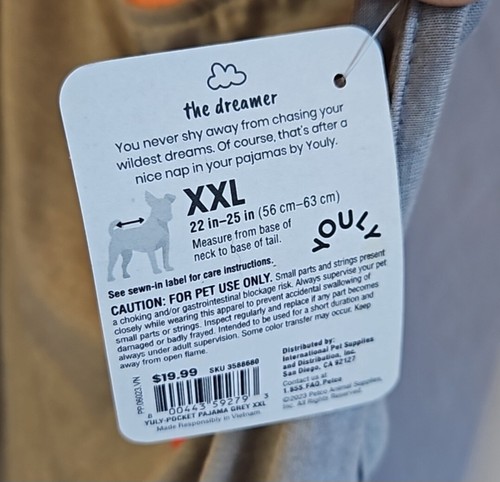 the dreamer
You never shy away from chasing your
wildest dreams. Of course, that's after a
nice nap in your pajamas by Youly.
XXL
22 in–25 in (56 cm–63 cm)
Measure from base of
neck to base of tail.
YOULY
See sewn-in label for care instructions.
CAUTION: FOR PET USE ONLY. Small parts and strings present
a choking and/or gastrointestinal blockage risk. Always supervise your pet
closely while wearing this apparel to prevent accidental swallowing of
small parts or strings. Inspect regularly and replace if any part becomes
damaged or badly frayed. Intended to be used for a short duration and
always under adult supervision. Some color transfer may occur. Keep
away from open flame.
$19.99 SKU 3588680
PP98023.VN
8 00443 59279 3
YULY-POCKET PAJAMA GREY XXL
Made Responsibly in Vietnam
Distributed by:
International Pet Supplies
and Distribution, Inc.
San Diego, CA 92127
Contact us at
1.855.FAQ.Petco
©2023 Petco Animal Supplies,
Inc. All Rights Reserved.